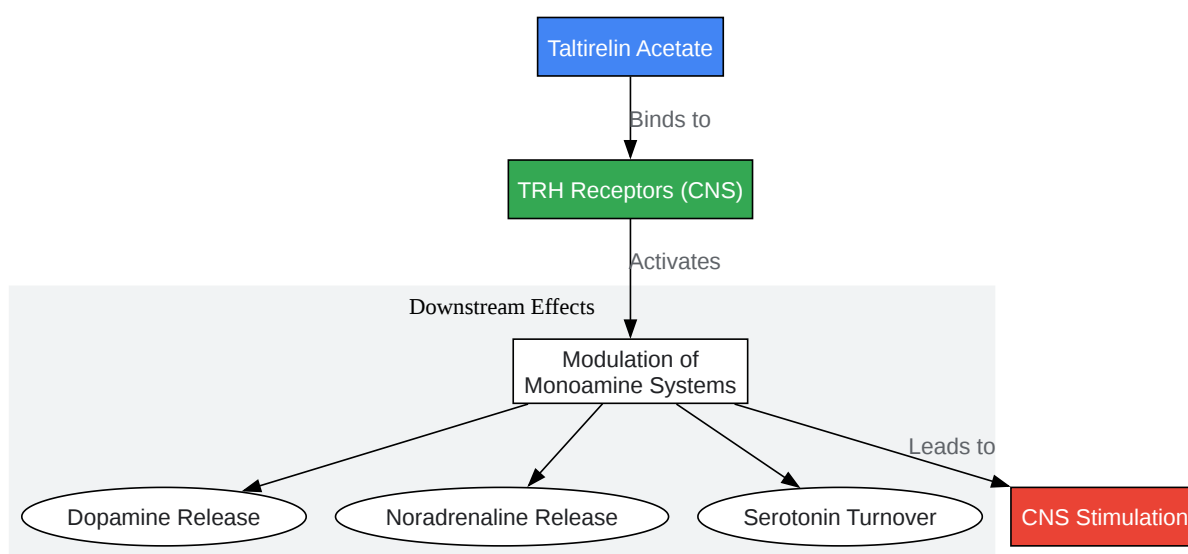 Taltirelin Acetate
Binds to
TRH Receptors (CNS)
Activates
Downstream Effects
Modulation of
Monoamine Systems
Leads to
Dopamine Release
Noradrenaline Release
Serotonin Turnover
CNS Stimulation